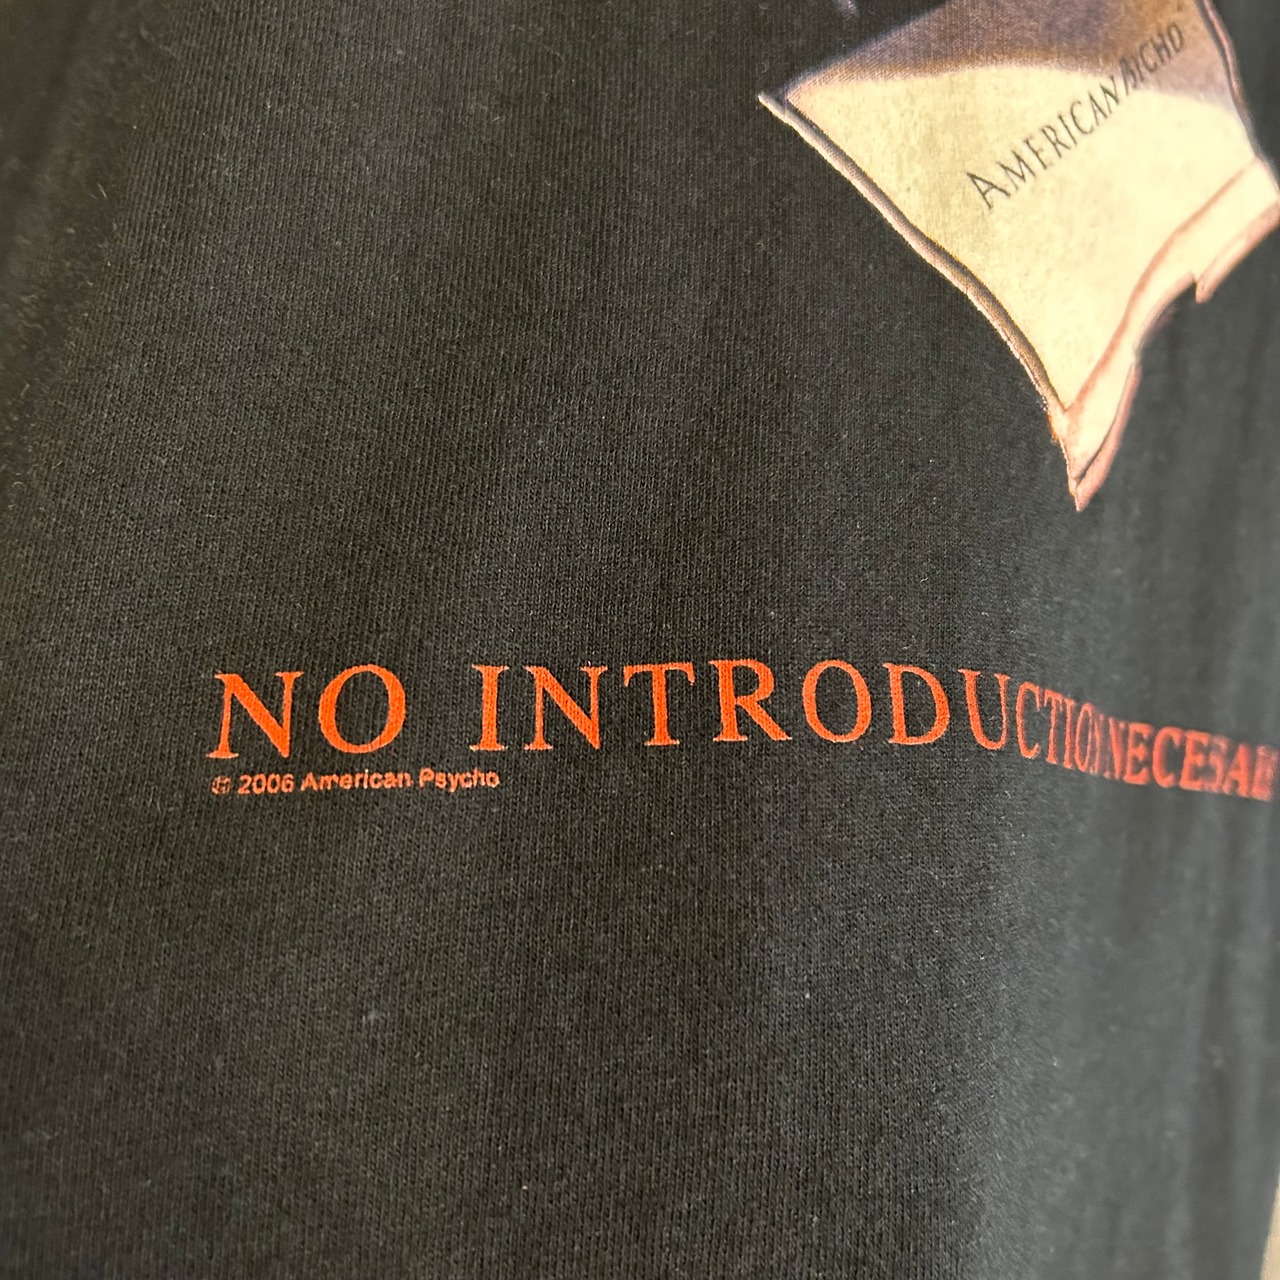 AMERICAN
NO INTRODUCTION
© 2006 American Psycho